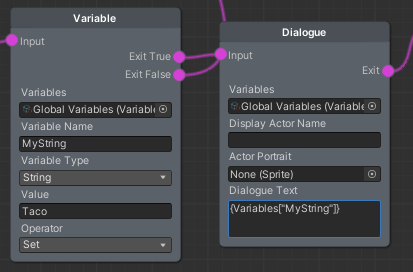 Variable
Input
Exit True
Exit False
Variables
Global Variables (Variable
Variable Name
MyString
Variable Type
String
Value
Taco
Operator
Set
Dialogue
Input
Exit
Variables
Global Variables (Variable
Display Actor Name
Actor Portrait
None (Sprite)
Dialogue Text
{Variables["MyString"]}